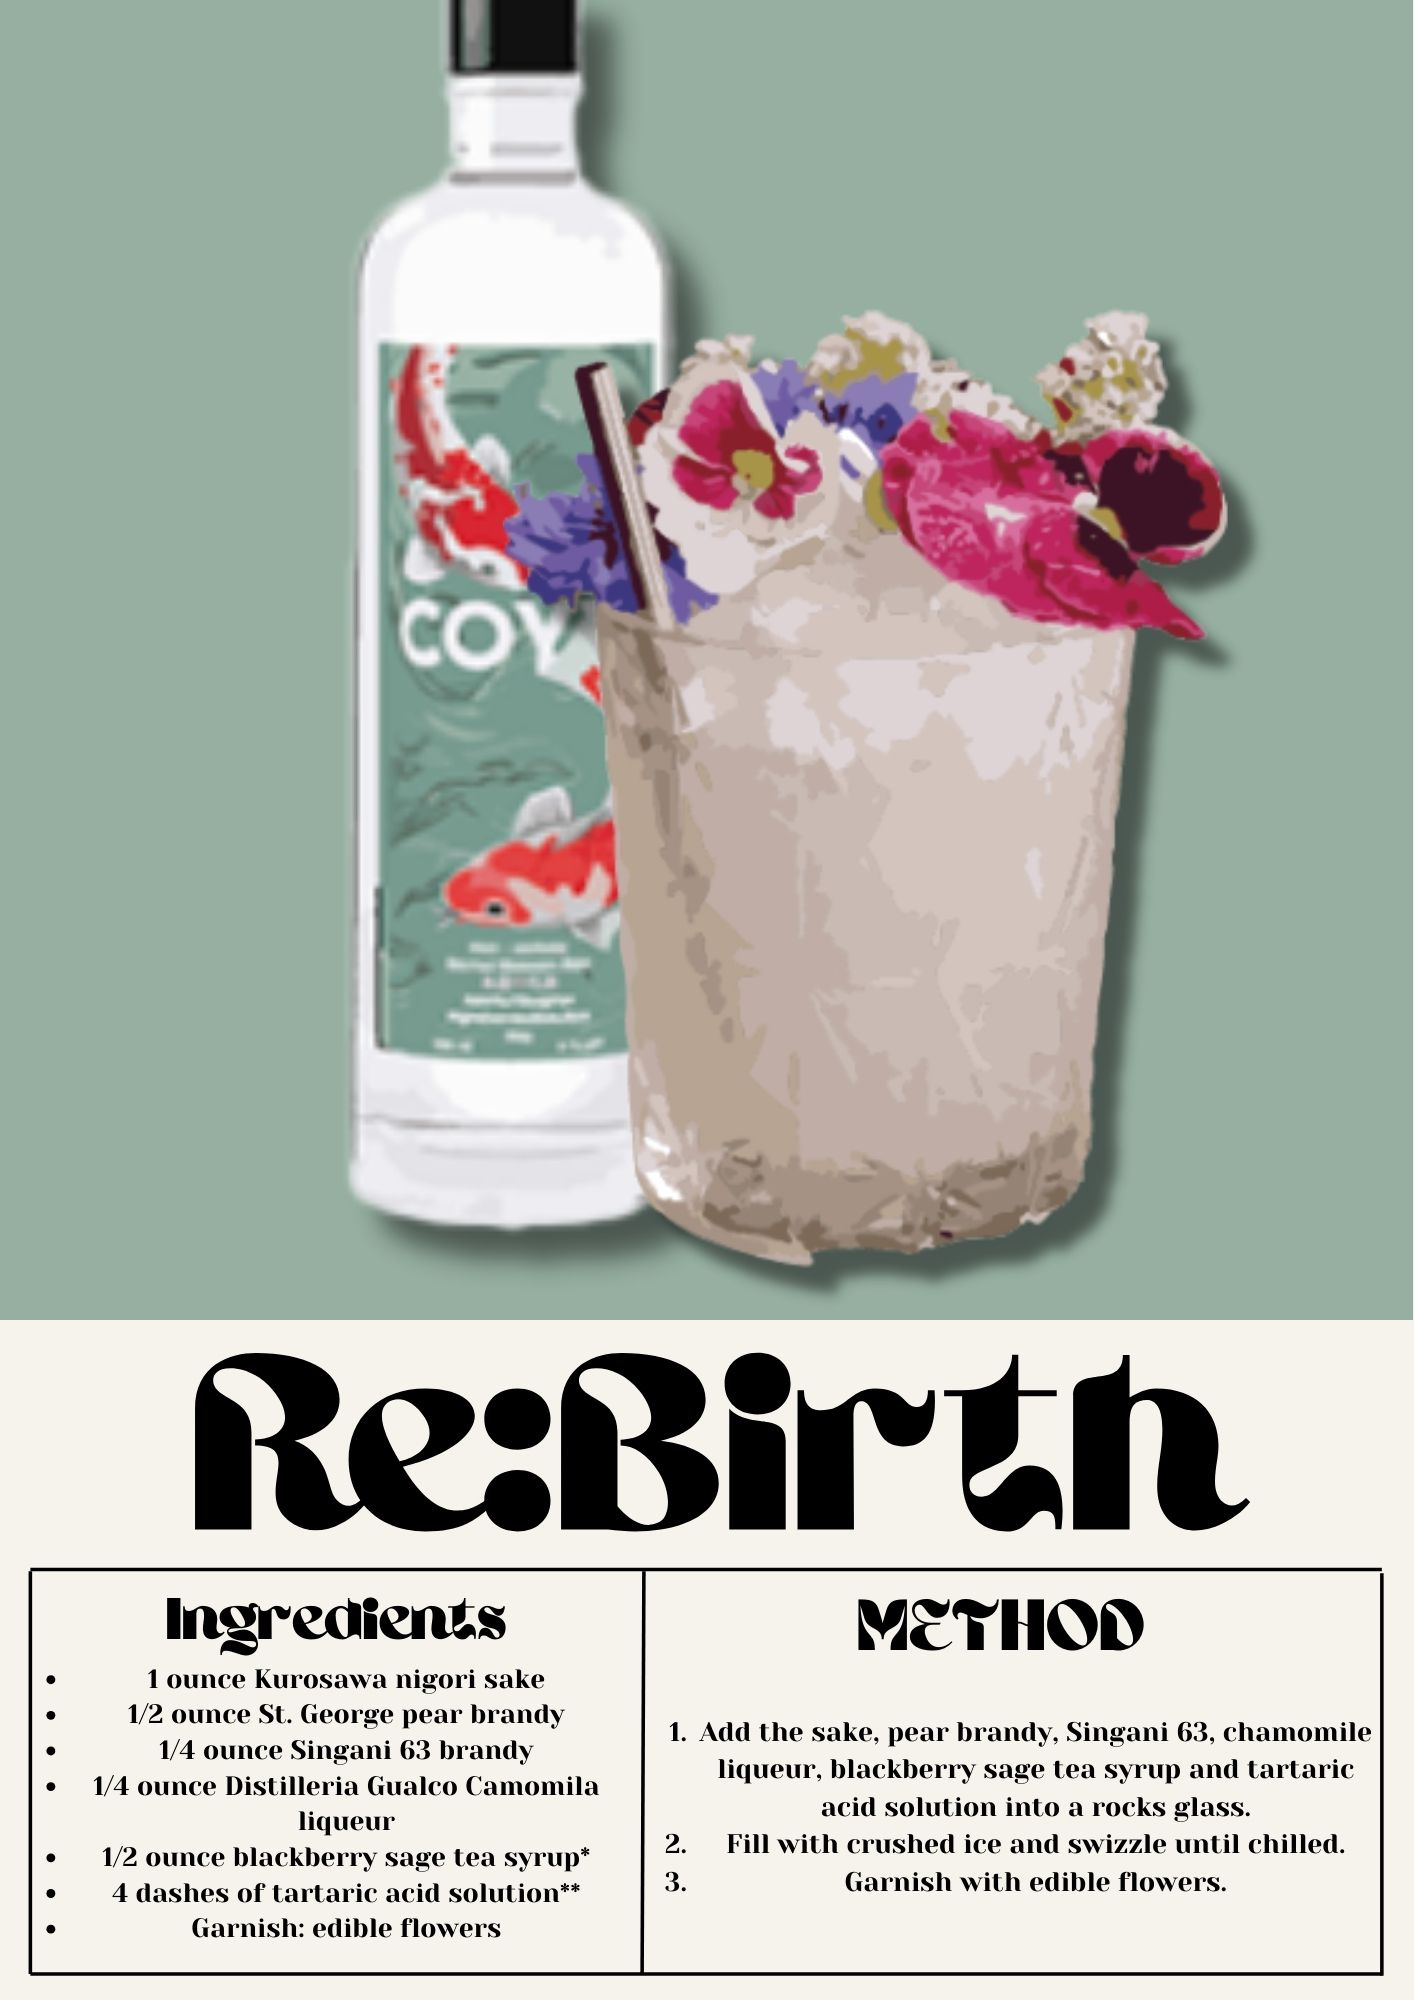 COY
Re:Birth
Ingredients
• 1 ounce Kurosawa nigori sake
• 1/2 ounce St. George pear brandy
• 1/4 ounce Singani 63 brandy
• 1/4 ounce Distilleria Gualco Camomila
liqueur
• 1/2 ounce blackberry sage tea syrup*
• 4 dashes of tartaric acid solution**
• Garnish: edible flowers
METHOD
1. Add the sake, pear brandy, Singani 63, chamomile
liqueur, blackberry sage tea syrup and tartaric
acid solution into a rocks glass.
2. Fill with crushed ice and swizzle until chilled.
3. Garnish with edible flowers.